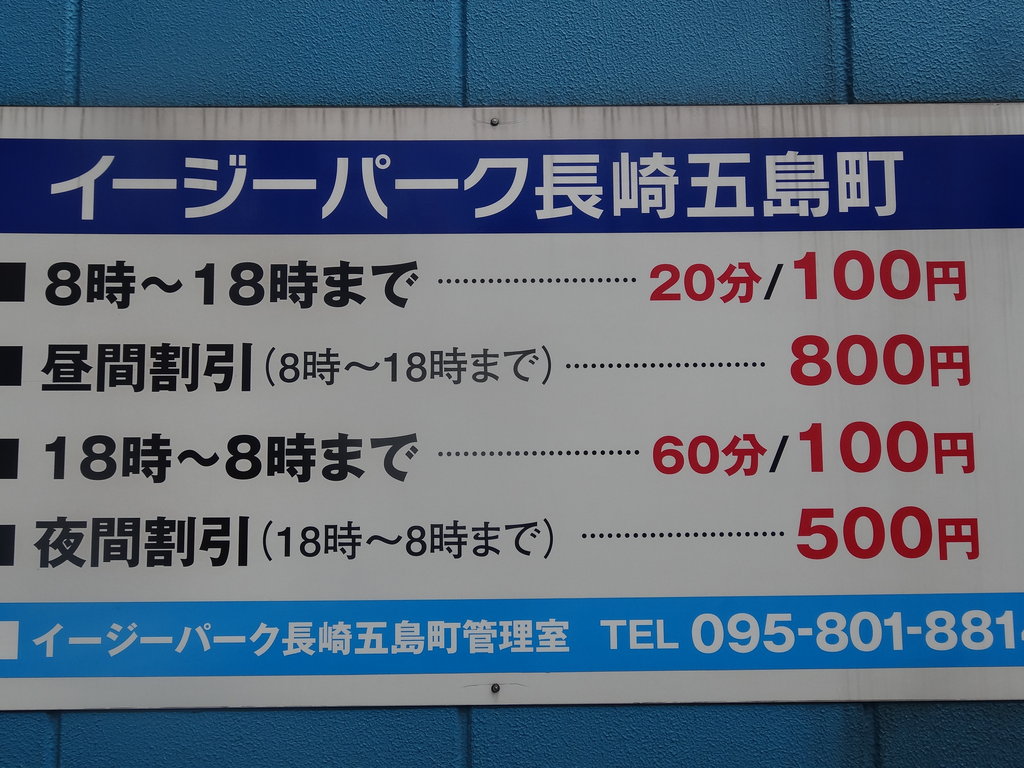 イージーパーク長崎五島町
■8時～18時まで…………………20分/100円
■昼間割引(8時～18時まで)…………………800円
■18時～8時まで…………………60分/100円
■夜間割引(18時～8時まで)…………………500円
■イージーパーク長崎五島町管理室 TEL 095-801-881